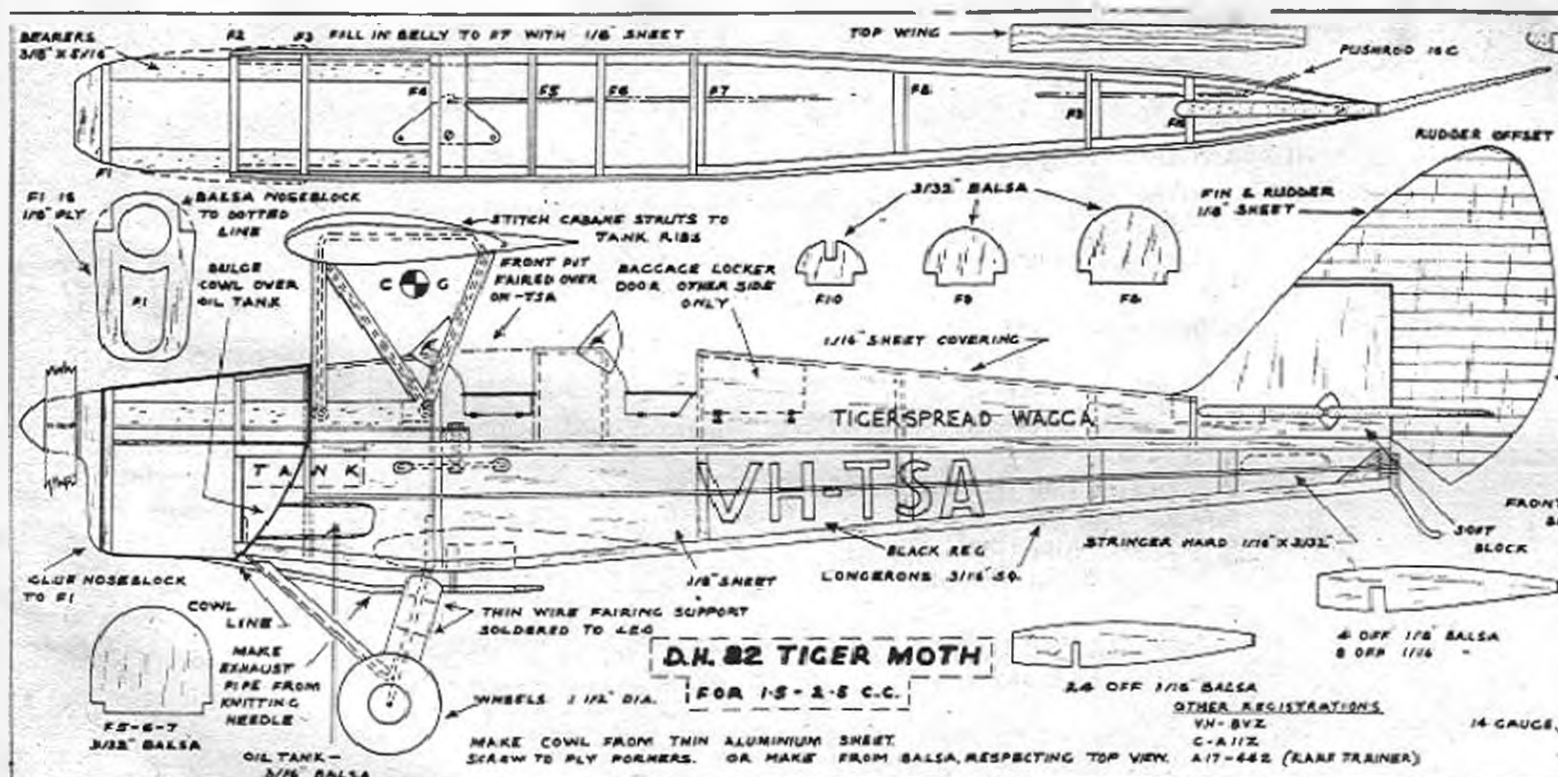 BEARERS
3/8" X 5/16"
F2
F3
FILL IN BELLY TO F7 WITH 1/8" SHEET
TOP WING
PUSHROD 16G
F4
F5
F6
F7
F8
F9
F1
RUDDER OFFSET
F1 IS
1/16" PLY
BALSA NOSEBLOCK
TO DOTTED
LINE
F1
BULGE
COWL OVER
OIL TANK
STITCH CABANE STRUTS TO
TANK RIBS
C G
FRONT PIT
FAIRED OVER
ON -TSA
BAGGAGE LOCKER
DOOR OTHER SIDE
ONLY
3/32" BALSA
F10
F9
F8
FIN & RUDDER
1/8" SHEET
1/16" SHEET COVERING
TIGERSPREAD WAGGA
TANK
VH-TSA
BLACK REG
1/8" SHEET
LONGERONS 3/16" SQ.
STRINGER HARD 1/16" X 3/32"
SOFT
BLOCK
FRONT
GLUE NOSEBLOCK
TO F1
COWL
LINE
MAKE
EXHAUST
PIPE FROM
KNITTING
NEEDLE
THIN WIRE FAIRING SUPPORT
SOLDERED TO LEG
F5-6-7
3/32" BALSA
OIL TANK -
3/16" BALSA
WHEELS 1 1/2" DIA.
D.H. 82 TIGER MOTH
FOR 1.5 - 2.5 C.C.
24 OFF 1/16" BALSA
4 OFF 1/8" BALSA
8 OFF 1/16 "
OTHER REGISTRATIONS
VH-BVZ
G-A11Z
A17-442 (RAAF TRAINER)
14 GAUGE,
MAKE COWL FROM THIN ALUMINIUM SHEET.
SCREW TO PLY FORMERS. OR MAKE FROM BALSA, RESPECTING TOP VIEW.